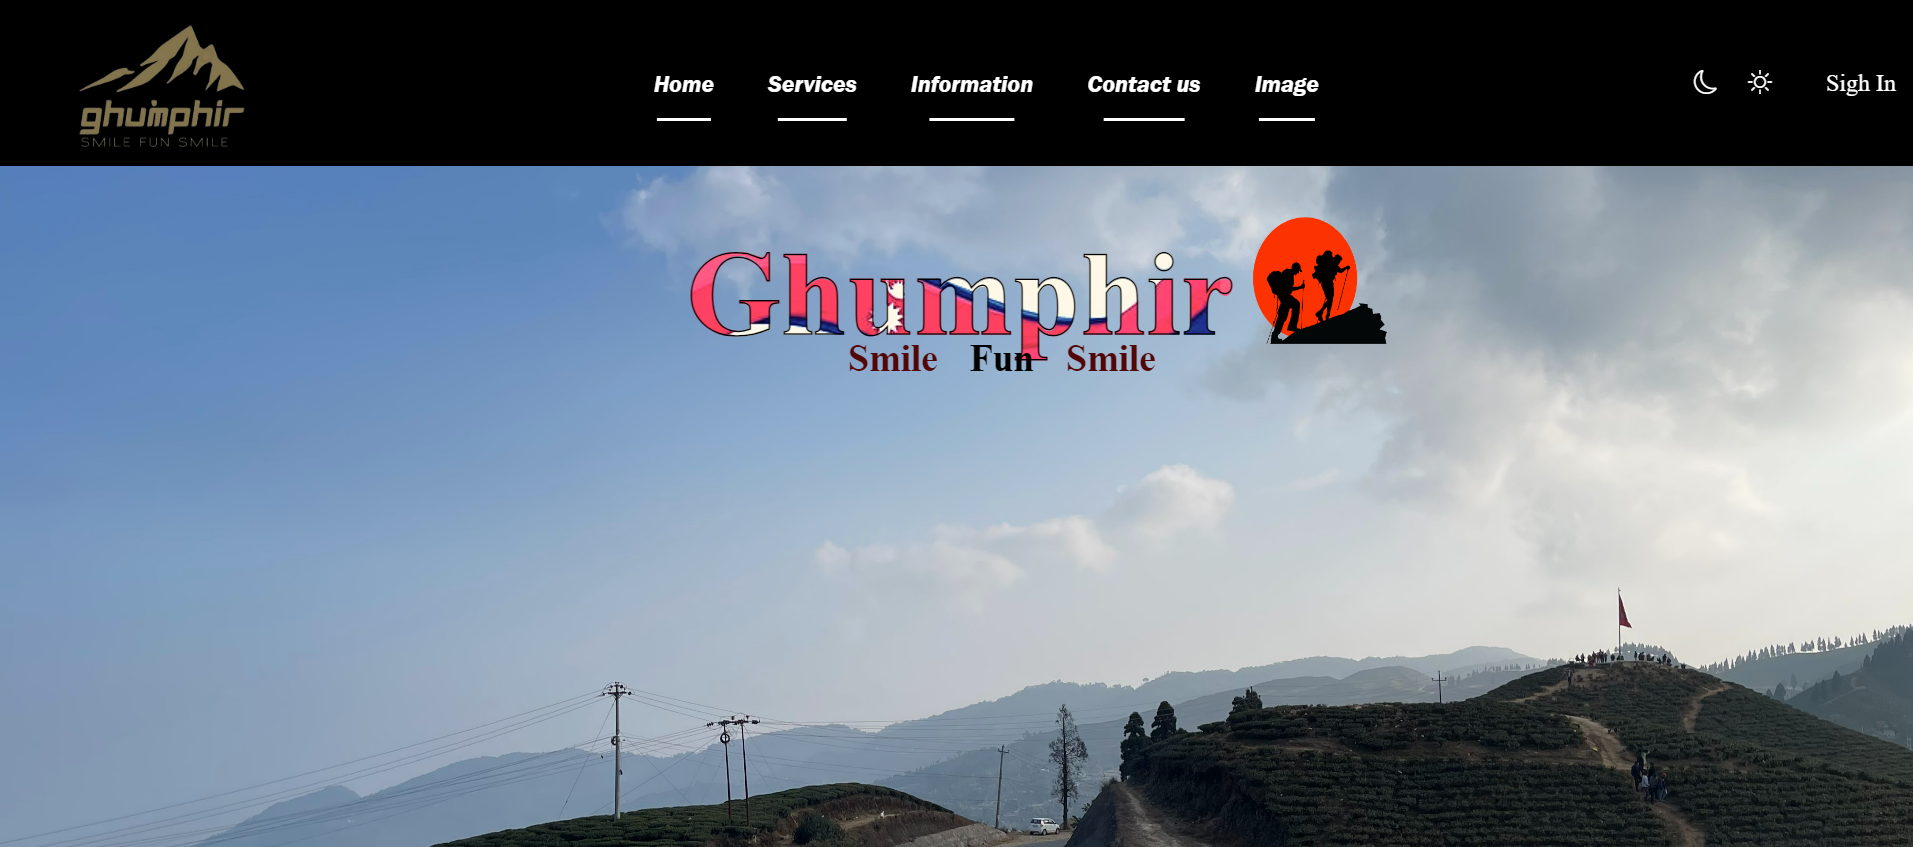 ghumphir
SMILE FUN SMILE
Home Services Information Contact us Image
Sigh In
Ghumphir
Smile Fun Smile